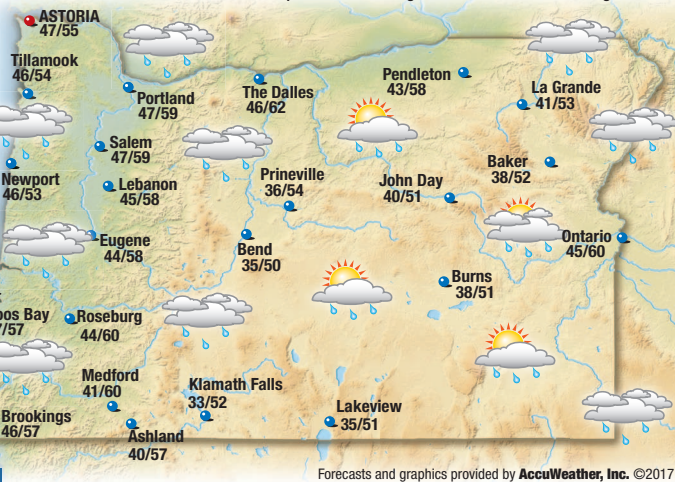 ASTORIA
47/55
Tillamook
46/54
Portland
47/59
The Dalles
46/62
Pendleton
43/58
La Grande
41/53
Salem
47/59
Newport
46/53
Lebanon
45/58
Prineville
36/54
John Day
40/51
Baker
38/52
Eugene
44/58
Bend
35/50
Ontario
45/60
Burns
38/51
oos Bay
/57
Roseburg
44/60
Medford
41/60
Klamath Falls
33/52
Brookings
46/57
Ashland
40/57
Lakeview
35/51
Forecasts and graphics provided by AccuWeather, Inc. ©2017